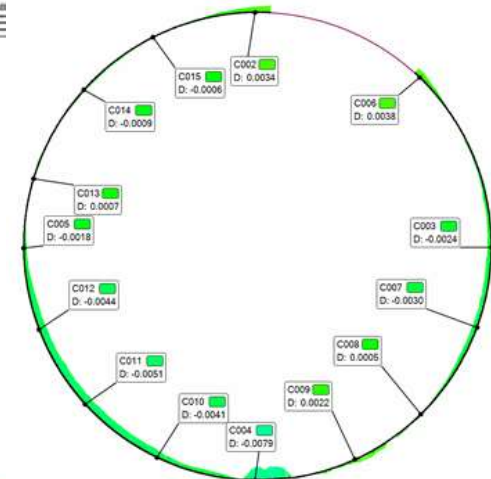 C002
D: 0.0034
C015
D: -0.0006
C006
D: 0.0038
C014
D: -0.0009
C013
D: 0.0007
C005
D: -0.0018
C003
D: -0.0024
C012
D: -0.0044
C007
D: -0.0030
C008
D: 0.0005
C011
D: -0.0051
C009
D: 0.0022
C010
D: -0.0041
C004
D: -0.0079